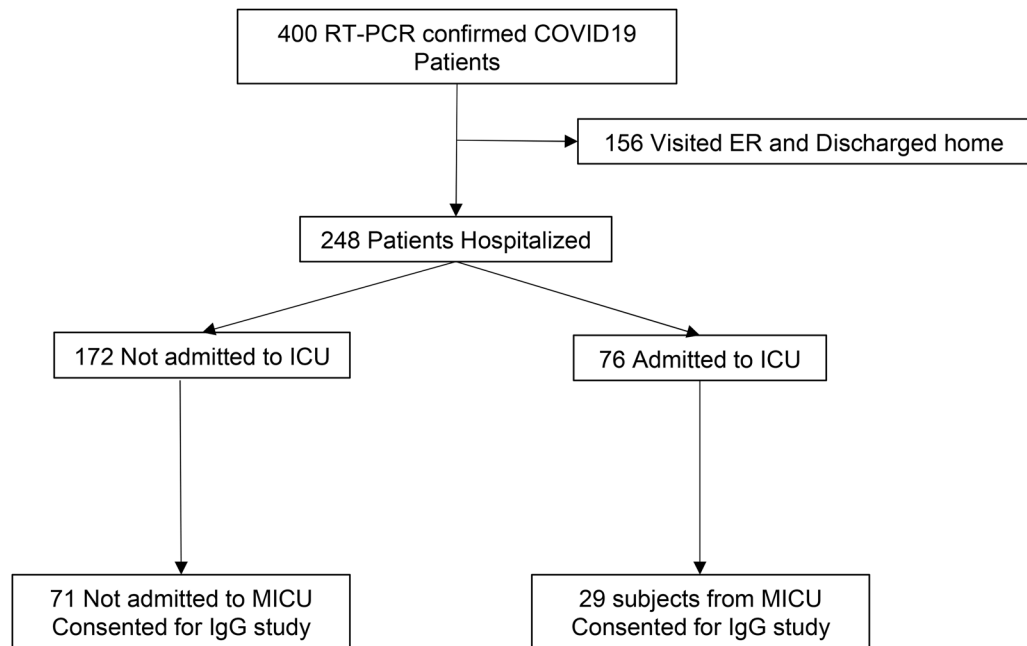 400 RT-PCR confirmed COVID19
Patients
156 Visited ER and Discharged home
248 Patients Hospitalized
172 Not admitted to ICU
76 Admitted to ICU
71 Not admitted to MICU
Consented for IgG study
29 subjects from MICU
Consented for IgG study